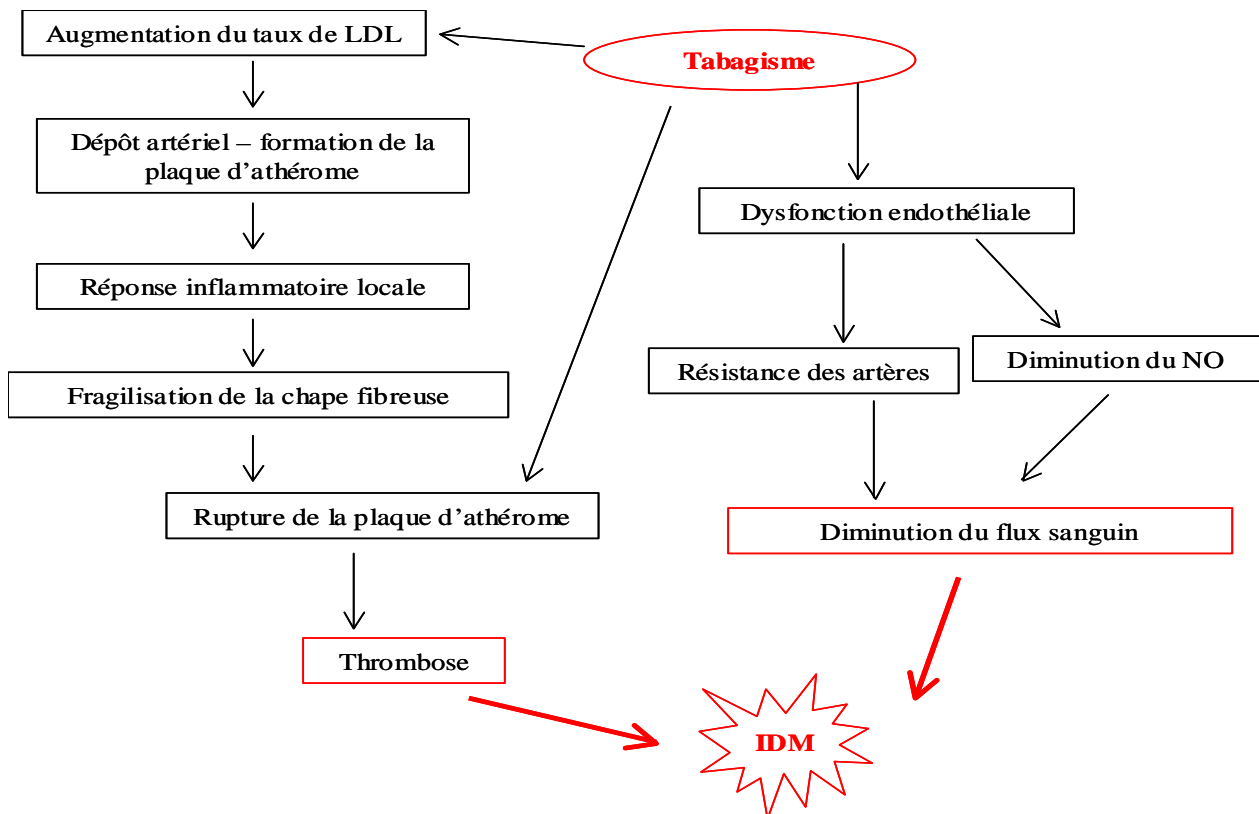 Augmentation du taux de LDL
Tabagisme
Dépôt artériel – formation de la
plaque d'athérome
Dysfonction endothéliale
Réponse inflammatoire locale
Résistance des artères
Diminution du NO
Fragilisation de la chape fibreuse
Rupture de la plaque d'athérome
Diminution du flux sanguin
Thrombose
IDM